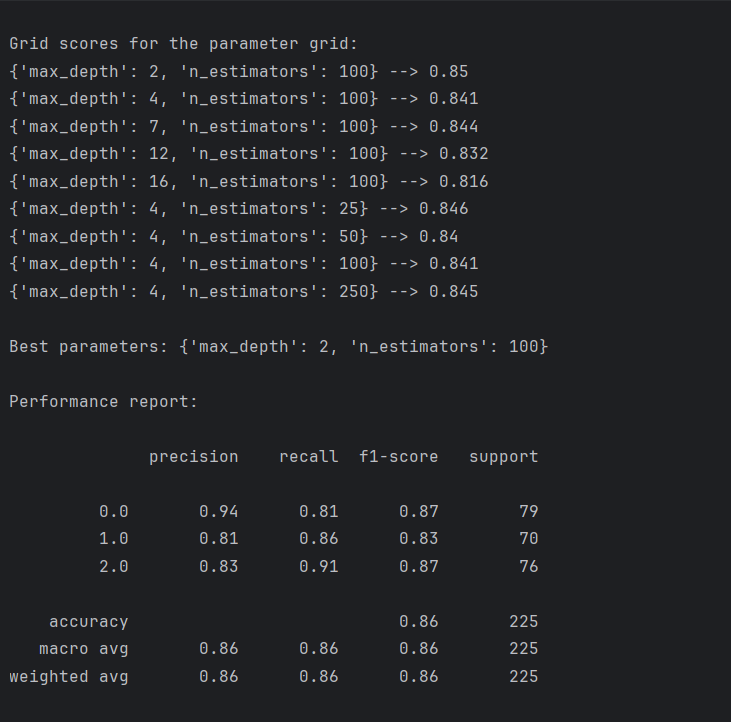 Grid scores for the parameter grid:
{'max_depth': 2, 'n_estimators': 100} --> 0.85
{'max_depth': 4, 'n_estimators': 100} --> 0.841
{'max_depth': 7, 'n_estimators': 100} --> 0.844
{'max_depth': 12, 'n_estimators': 100} --> 0.832
{'max_depth': 16, 'n_estimators': 100} --> 0.816
{'max_depth': 4, 'n_estimators': 25} --> 0.846
{'max_depth': 4, 'n_estimators': 50} --> 0.84
{'max_depth': 4, 'n_estimators': 100} --> 0.841
{'max_depth': 4, 'n_estimators': 250} --> 0.845
Best parameters: {'max_depth': 2, 'n_estimators': 100}
Performance report:
precision recall f1-score support
0.0 0.94 0.81 0.87 79
1.0 0.81 0.86 0.83 70
2.0 0.83 0.91 0.87 76
accuracy 0.86 225
macro avg 0.86 0.86 0.86 225
weighted avg 0.86 0.86 0.86 225